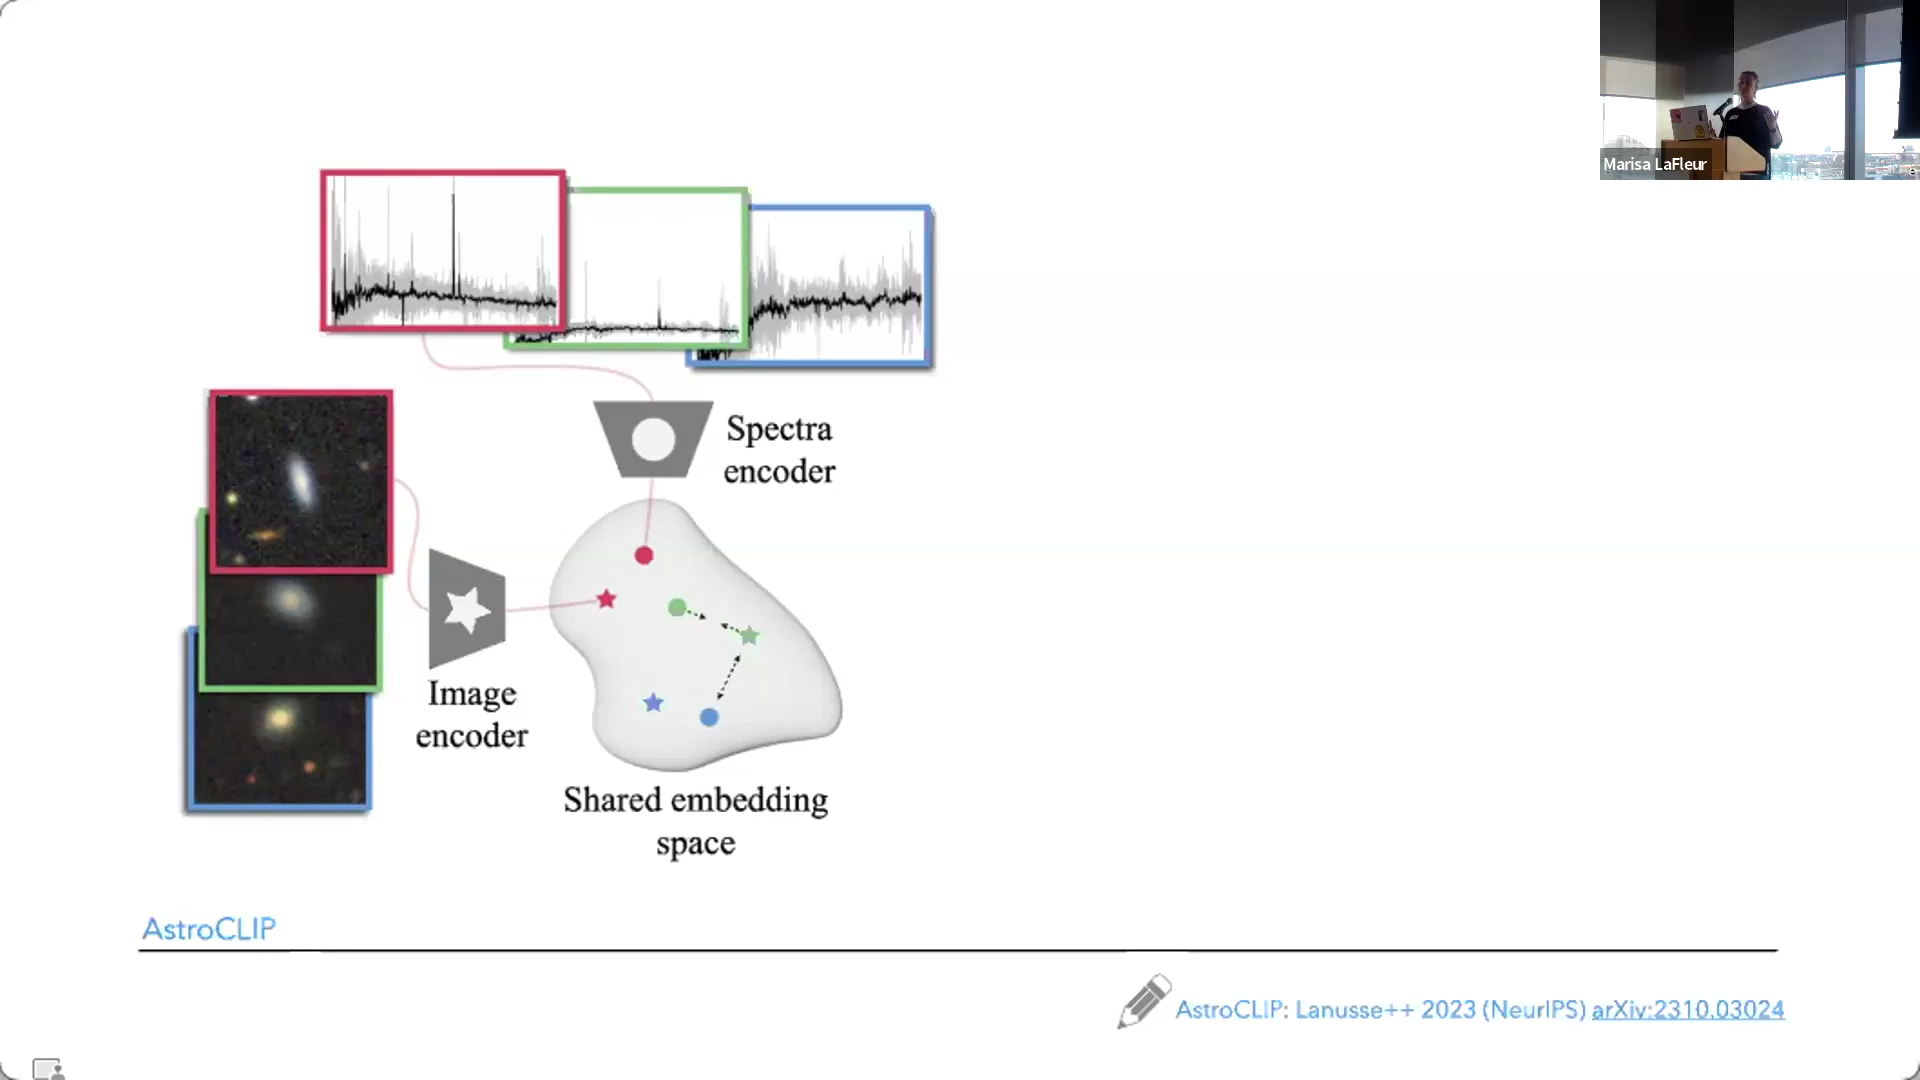 Marisa LaFleur
Spectra
encoder
Image
encoder
Shared embedding
space
AstroCLIP
AstroCLIP: Lanusse++ 2023 (NeurIPS) arXiv:2310.03024